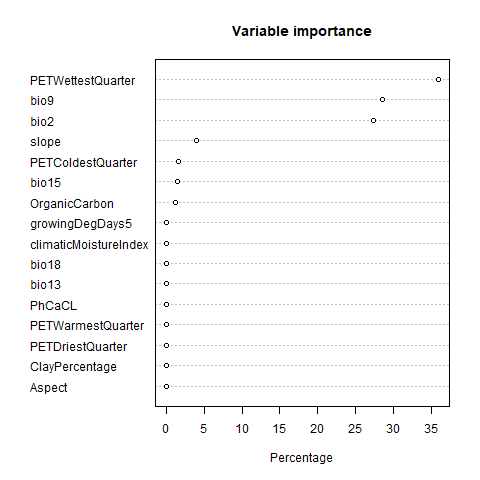 Variable importance
PETWettestQuarter
bio9
bio2
slope
PETColdestQuarter
bio15
OrganicCarbon
growingDegDays5
climaticMoistureIndex
bio18
bio13
PhCaCL
PETWarmestQuarter
PETDriestQuarter
ClayPercentage
Aspect
0 5 10 15 20 25 30 35
Percentage